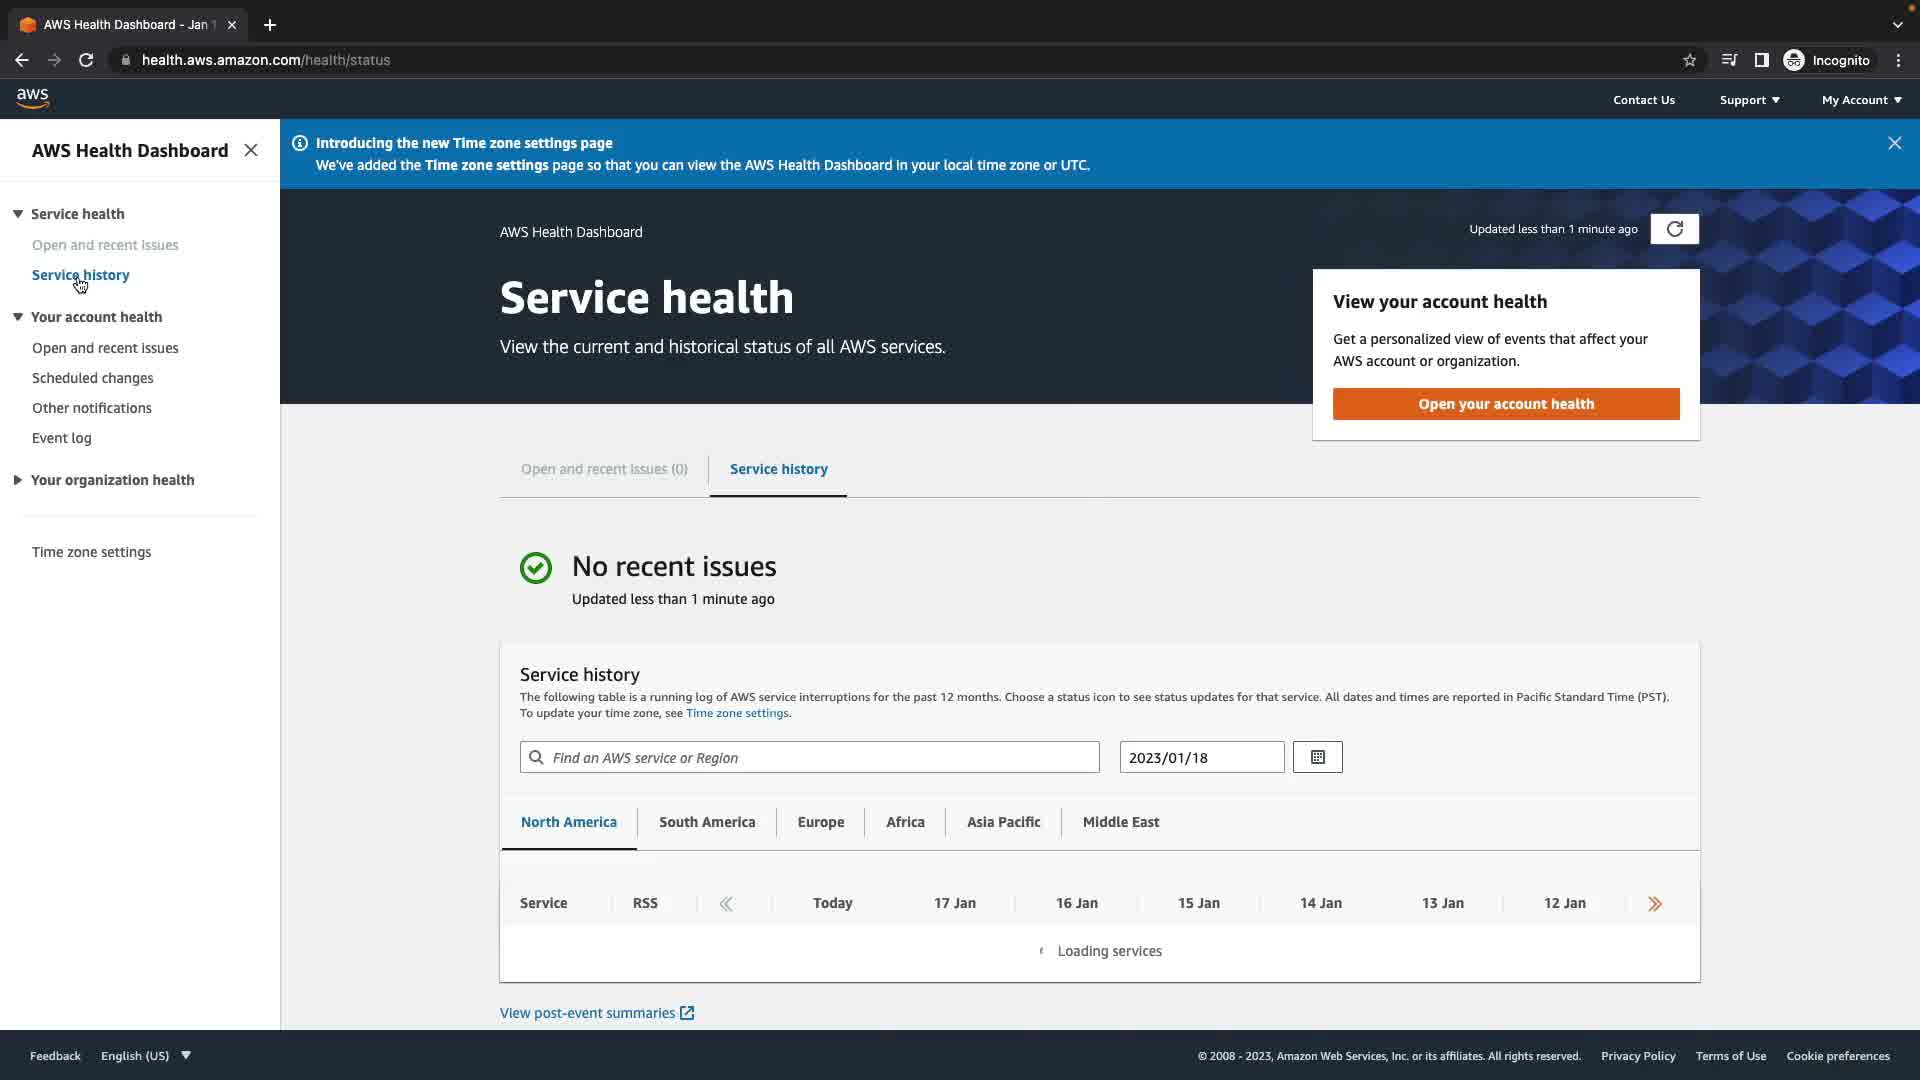 AWS Health Dashboard - Jan 1
health.aws.amazon.com/health/status
Incognito
aws
Contact Us
Support
My Account
AWS Health Dashboard
Service health
Open and recent issues
Service history
Your account health
Open and recent issues
Scheduled changes
Other notifications
Event log
Your organization health
Time zone settings
Introducing the new Time zone settings page
We've added the Time zone settings page so that you can view the AWS Health Dashboard in your local time zone or UTC.
AWS Health Dashboard
Updated less than 1 minute ago
Service health
View the current and historical status of all AWS services.
View your account health
Get a personalized view of events that affect your
AWS account or organization.
Open your account health
Open and recent issues (0)
Service history
No recent issues
Updated less than 1 minute ago
Service history
The following table is a running log of AWS service interruptions for the past 12 months. Choose a status icon to see status updates for that service. All dates and times are reported in Pacific Standard Time (PST).
To update your time zone, see Time zone settings.
Find an AWS service or Region
2023/01/18
North America
South America
Europe
Africa
Asia Pacific
Middle East
Service
RSS
Today
17 Jan
16 Jan
15 Jan
14 Jan
13 Jan
12 Jan
Loading services
View post-event summaries
Feedback
English (US)
© 2008 - 2023, Amazon Web Services, Inc. or its affiliates. All rights reserved.
Privacy Policy
Terms of Use
Cookie preferences